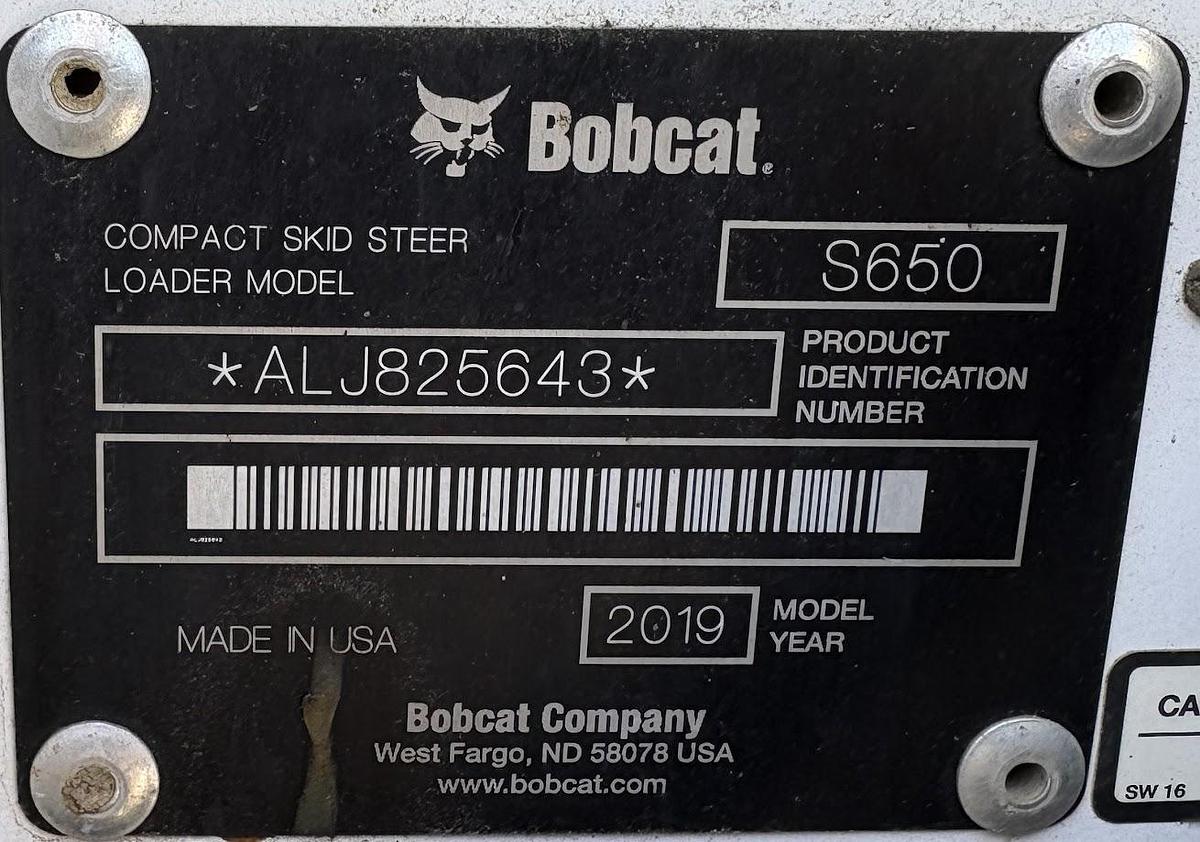 Bobcat®
COMPACT SKID STEER
LOADER MODEL
S650
*ALJ825643*
PRODUCT
IDENTIFICATION
NUMBER
ALJ825643
MADE IN USA
2019
MODEL
YEAR
Bobcat Company
West Fargo, ND 58078 USA
www.bobcat.com
CA
SW 16